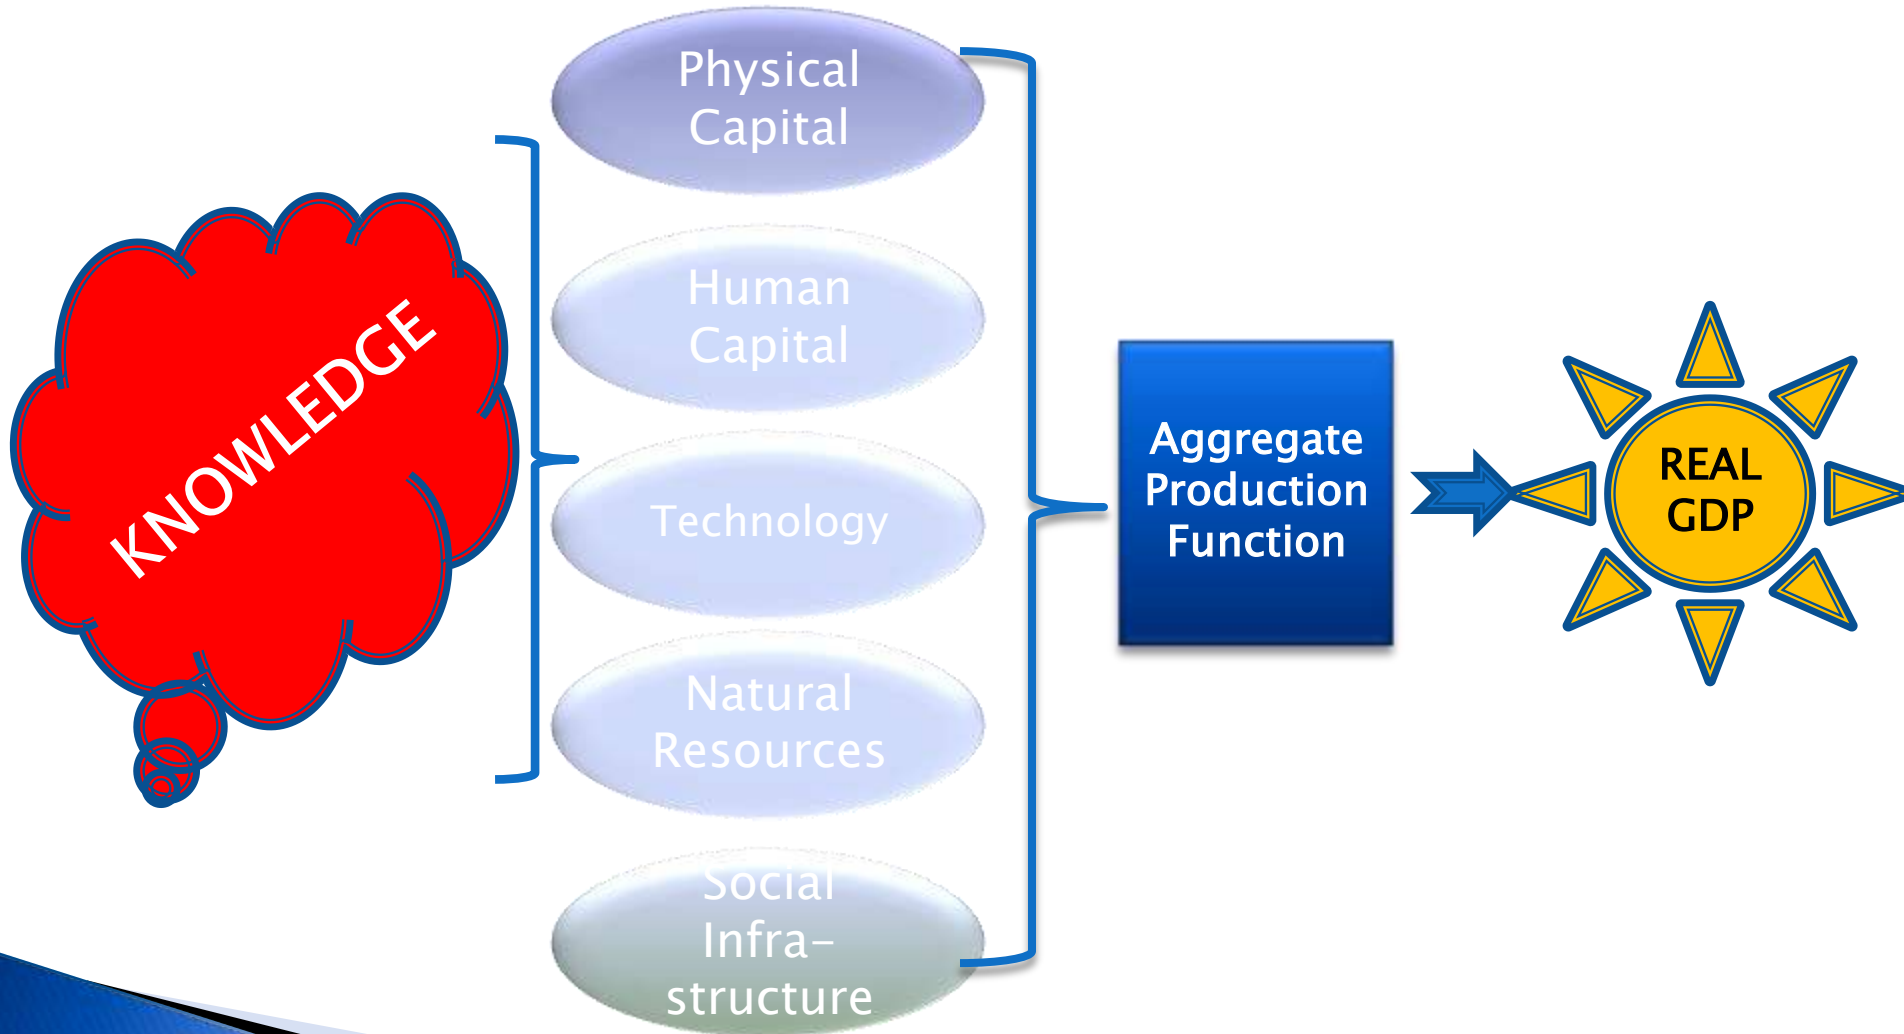 KNOWLEDGE
Physical
Capital
Human
Capital
Technology
Natural
Resources
Social
Infra-
structure
Aggregate
Production
Function
REAL
GDP